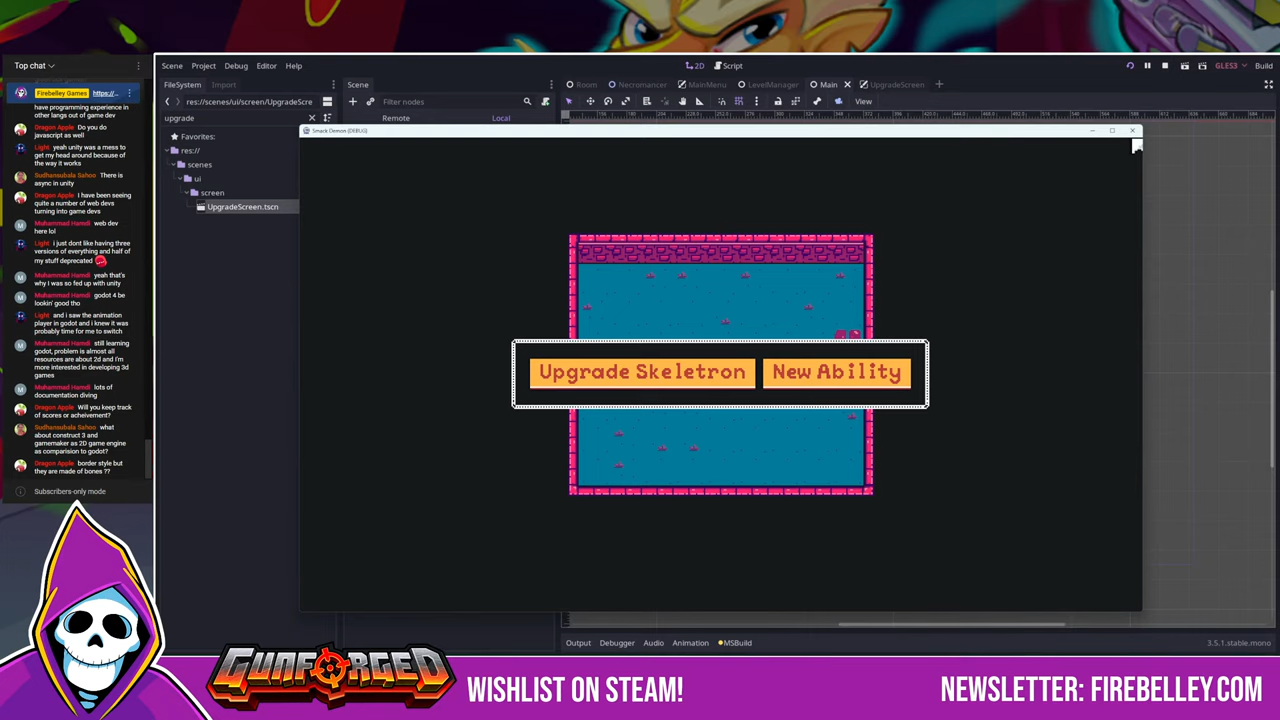 Top chat
Firebelley Games https://...
have programming experience in
other langs out of game dev
Dragon Apple Do you do
javascript as well
Light yeah unity was a mess to
get my head around because of
the way it works
Sudhansubala Sahoo There is
async in unity
Dragon Apple I have been seeing
quite a number of web devs
turning into game devs
Muhammad Hamdi web dev
here lol
Light i just dont like having three
versions of everything and half of
my stuff deprecated
Muhammad Hamdi yeah that's
why I was so fed up with unity
Muhammad Hamdi godot 4 be
lookin' good tho
Light and i saw the animation
player in godot and i knew it was
probably time for me to switch
Muhammad Hamdi still learning
godot, problem is almost all
resources are about 2d and I'm
more interested in developing 3d
games
Muhammad Hamdi lots of
documentation diving
Dragon Apple Will you keep track
of scores or acheivement?
Sudhansubala Sahoo what
about construct 3 and
gamemaker as 2D game engine
as comparision to godot?
Dragon Apple border style but
they are made of bones ??
Subscribers-only mode
Scene Project Debug Editor Help
2D Script
GLES3 Build
FileSystem Import
Scene
Room Necromancer MainMenu LevelManager Main UpgradeScreen
res://scenes/ui/screen/UpgradeScre
Filter nodes
View
upgrade
Remote Local
Favorites:
res://
scenes
ui
screen
UpgradeScreen.tscn
Smack Demon (DEBUG)
Upgrade Skeletron New Ability
Output Debugger Audio Animation MSBuild
3.5.1.stable.mono
GUNFORGED
WISHLIST ON STEAM!
NEWSLETTER: FIREBELLEY.COM